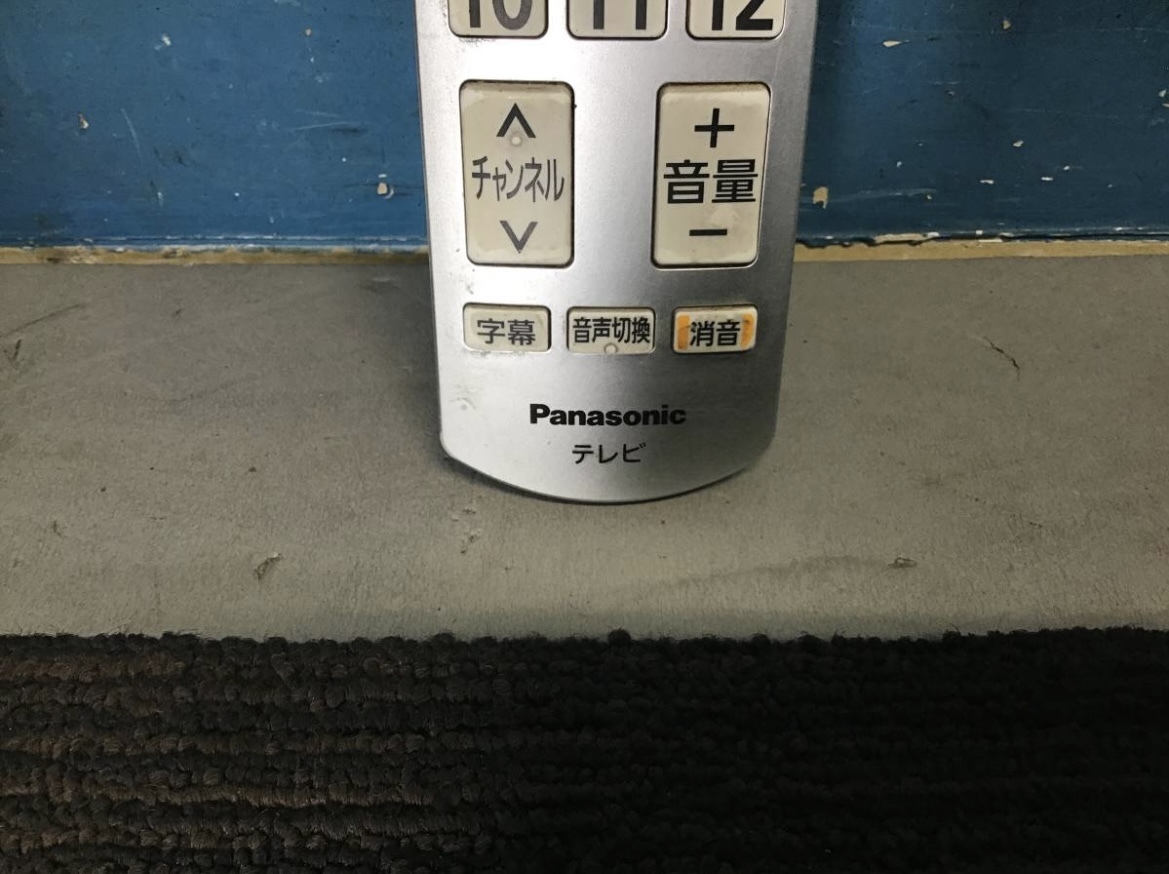 10 11 12
チャンネル
+
音量
−
字幕 音声切換 消音
Panasonic
テレビ